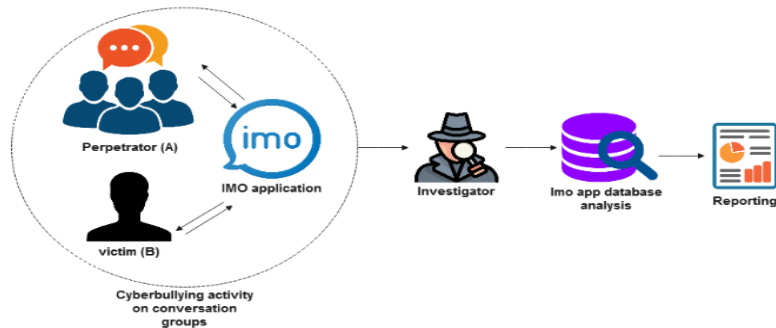 Perpetrator (A)
imo
IMO application
victim (B)
Cyberbullying activity
on conversation
groups
Investigator
Imo app database
analysis
Reporting